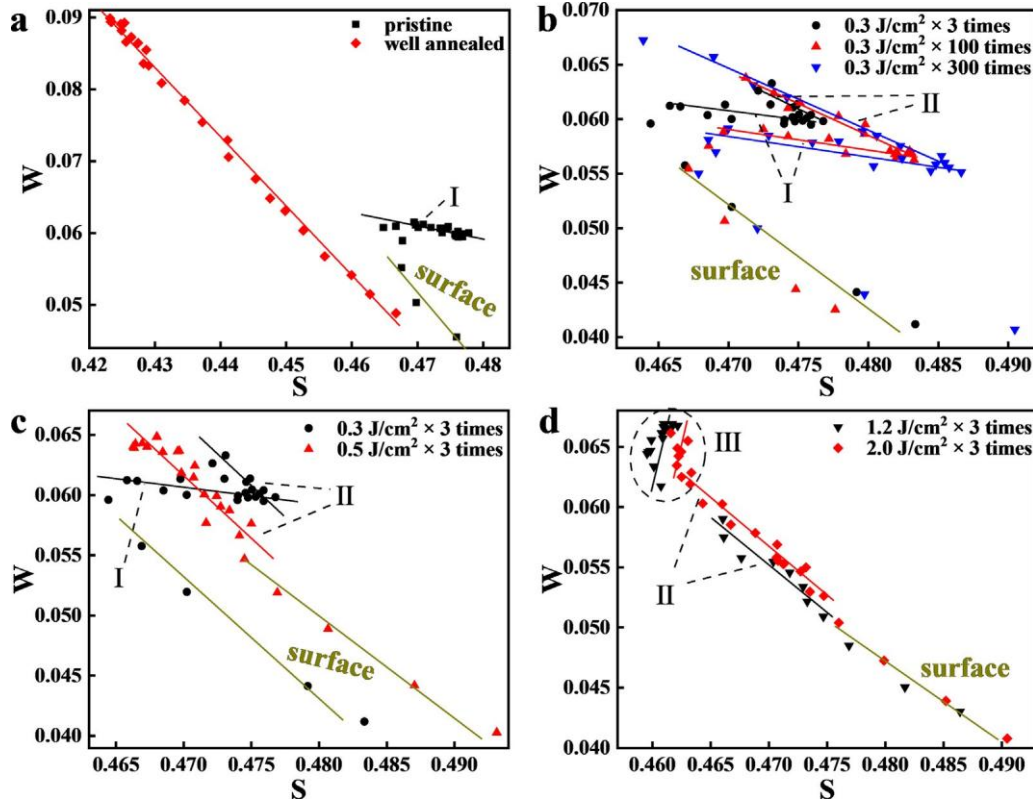 a
pristine
well annealed
0.09
0.08
0.07
0.06
0.05
W
I
surface
0.42
0.43
0.44
0.45
0.46
0.47
0.48
S
b
0.3 J/cm² × 3 times
0.3 J/cm² × 100 times
0.3 J/cm² × 300 times
0.070
0.065
0.060
0.055
0.050
0.045
0.040
W
II
I
surface
0.465
0.470
0.475
0.480
0.485
0.490
S
c
0.3 J/cm² × 3 times
0.5 J/cm² × 3 times
0.065
0.060
0.055
0.050
0.045
0.040
W
II
I
surface
0.465
0.470
0.475
0.480
0.485
0.490
S
d
1.2 J/cm² × 3 times
2.0 J/cm² × 3 times
0.070
0.065
0.060
0.055
0.050
0.045
0.040
W
III
II
surface
0.460
0.465
0.470
0.475
0.480
0.485
0.490
S